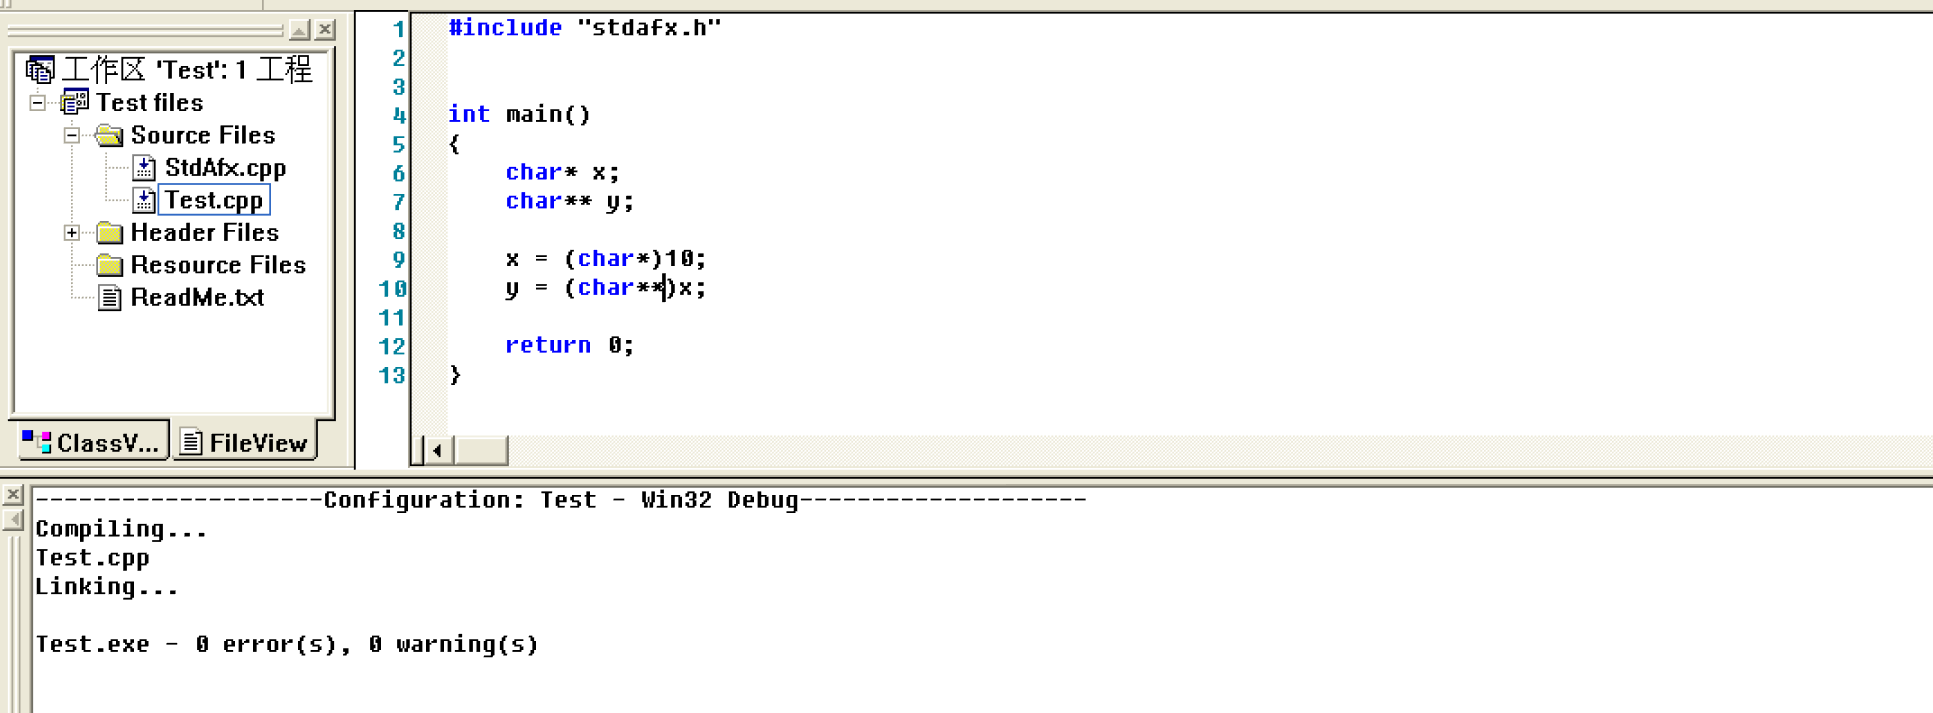 工作区 'Test': 1 工程
Test files
Source Files
StdAfx.cpp
Test.cpp
Header Files
Resource Files
ReadMe.txt
ClassV...
FileView
1 #include "stdafx.h"
2
3
4 int main()
5 {
6 char* x;
7 char** y;
8
9 x = (char*)10;
10 y = (char**)x;
11
12 return 0;
13 }
--------------------Configuration: Test - Win32 Debug--------------------
Compiling...
Test.cpp
Linking...
Test.exe - 0 error(s), 0 warning(s)